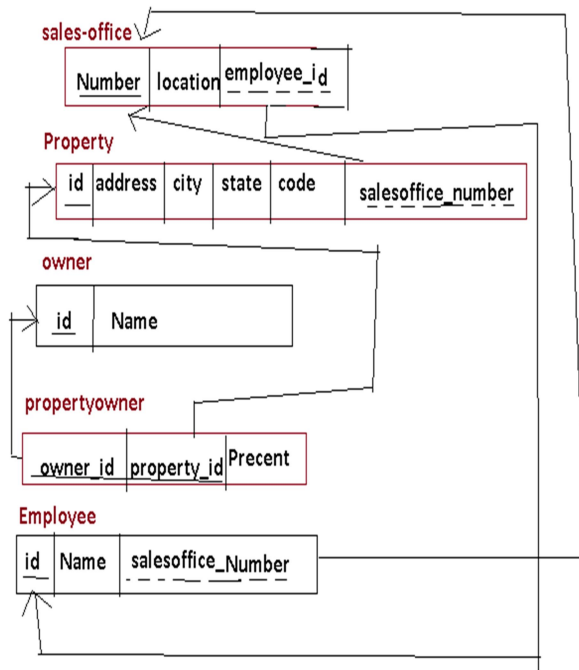 sales-office
Number location employee_id
Property
id address city state code salesoffice_number
owner
id Name
propertyowner
owner_id property_id Precent
Employee
id Name salesoffice_Number